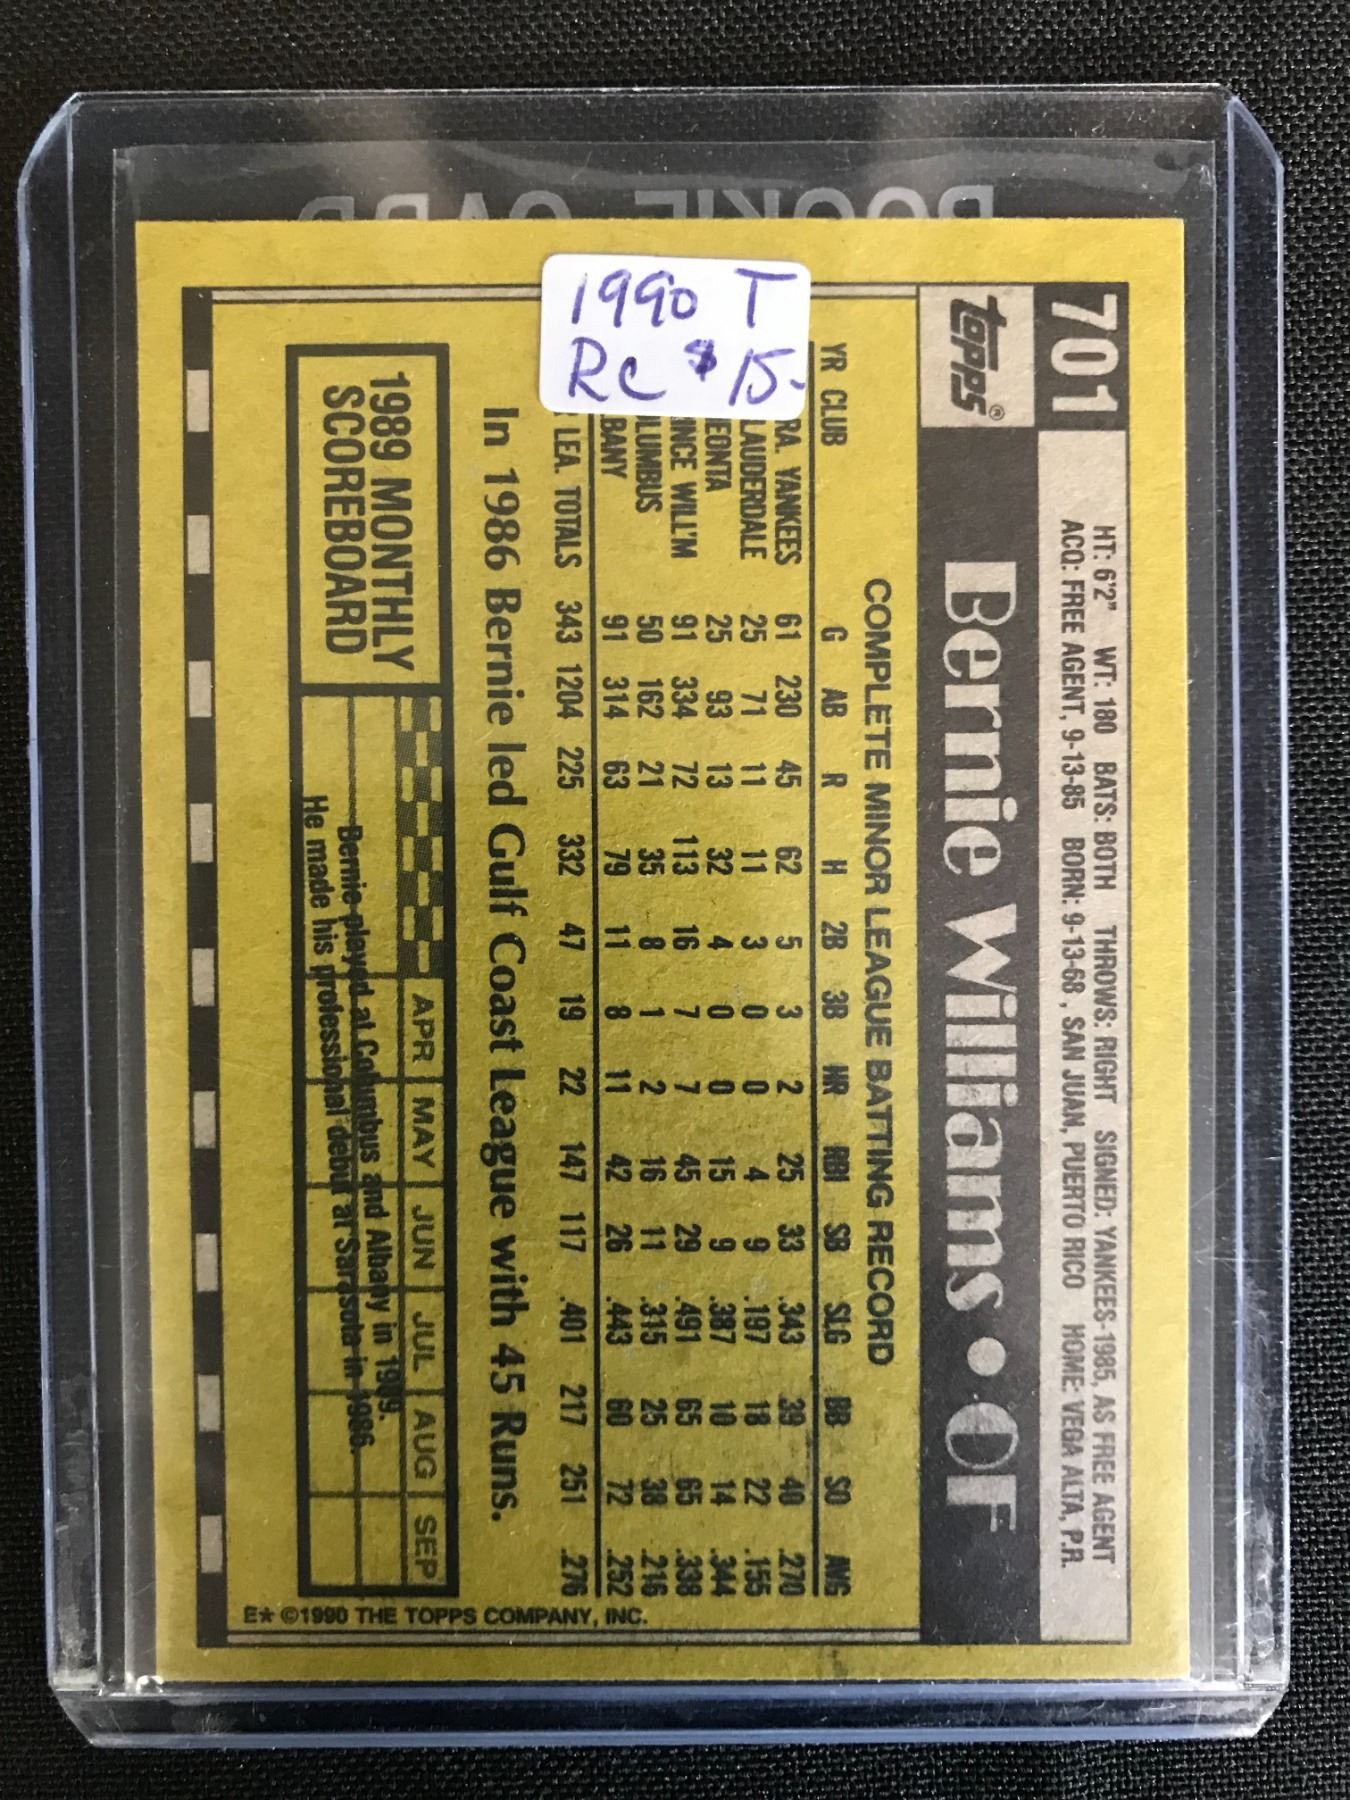 ROOKIE CARD
1990 T
RC $15-
701
topps®
HT: 6'2" WT: 180 BATS: BOTH THROWS: RIGHT SIGNED: YANKEES-1985, AS FREE AGENT
ACQ: FREE AGENT, 9-13-85 BORN: 9-13-68, SAN JUAN, PUERTO RICO HOME: VEGA ALTA, P.R.
Bernie Williams • OF
COMPLETE MINOR LEAGUE BATTING RECORD
YR CLUB G AB R H 2B 3B HR RBI SB SLG BB SO AVG
RA. YANKEES 61 230 45 62 5 3 2 25 33 .343 39 40 .270
LAUDERDALE 25 71 11 11 3 0 0 4 9 .197 18 22 .155
EONTA 25 93 13 32 4 0 0 15 9 .387 10 14 .344
INCE WILL'M 91 334 72 113 16 7 7 45 29 .491 65 65 .338
LUMBUS 50 162 21 35 8 1 2 16 11 .315 25 38 .216
BANY 91 314 63 79 11 8 11 42 26 .443 60 72 .252
LEA. TOTALS 343 1204 225 332 47 19 22 147 117 .401 217 251 .276
In 1986 Bernie led Gulf Coast League with 45 Runs.
1989 MONTHLY
SCOREBOARD
APR MAY JUN JUL AUG SEP
Bernie played at Columbus and Albany in 1989.
He made his professional debut at Sarasota in 1986.
E* ©1990 THE TOPPS COMPANY, INC.